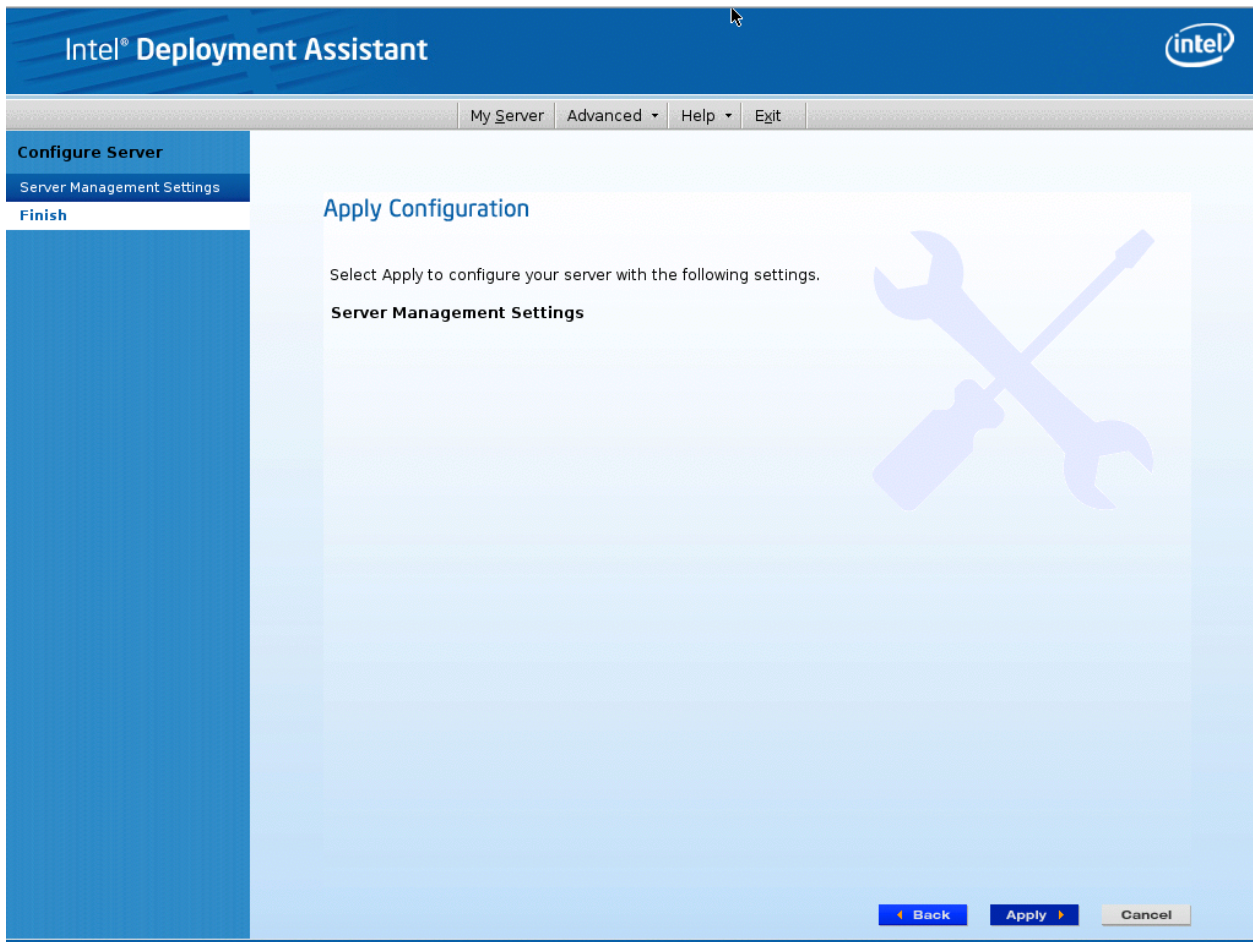 Intel® Deployment Assistant
intel
My Server Advanced Help Exit
Configure Server
Server Management Settings
Finish
Apply Configuration
Select Apply to configure your server with the following settings.
Server Management Settings
Back Apply Cancel